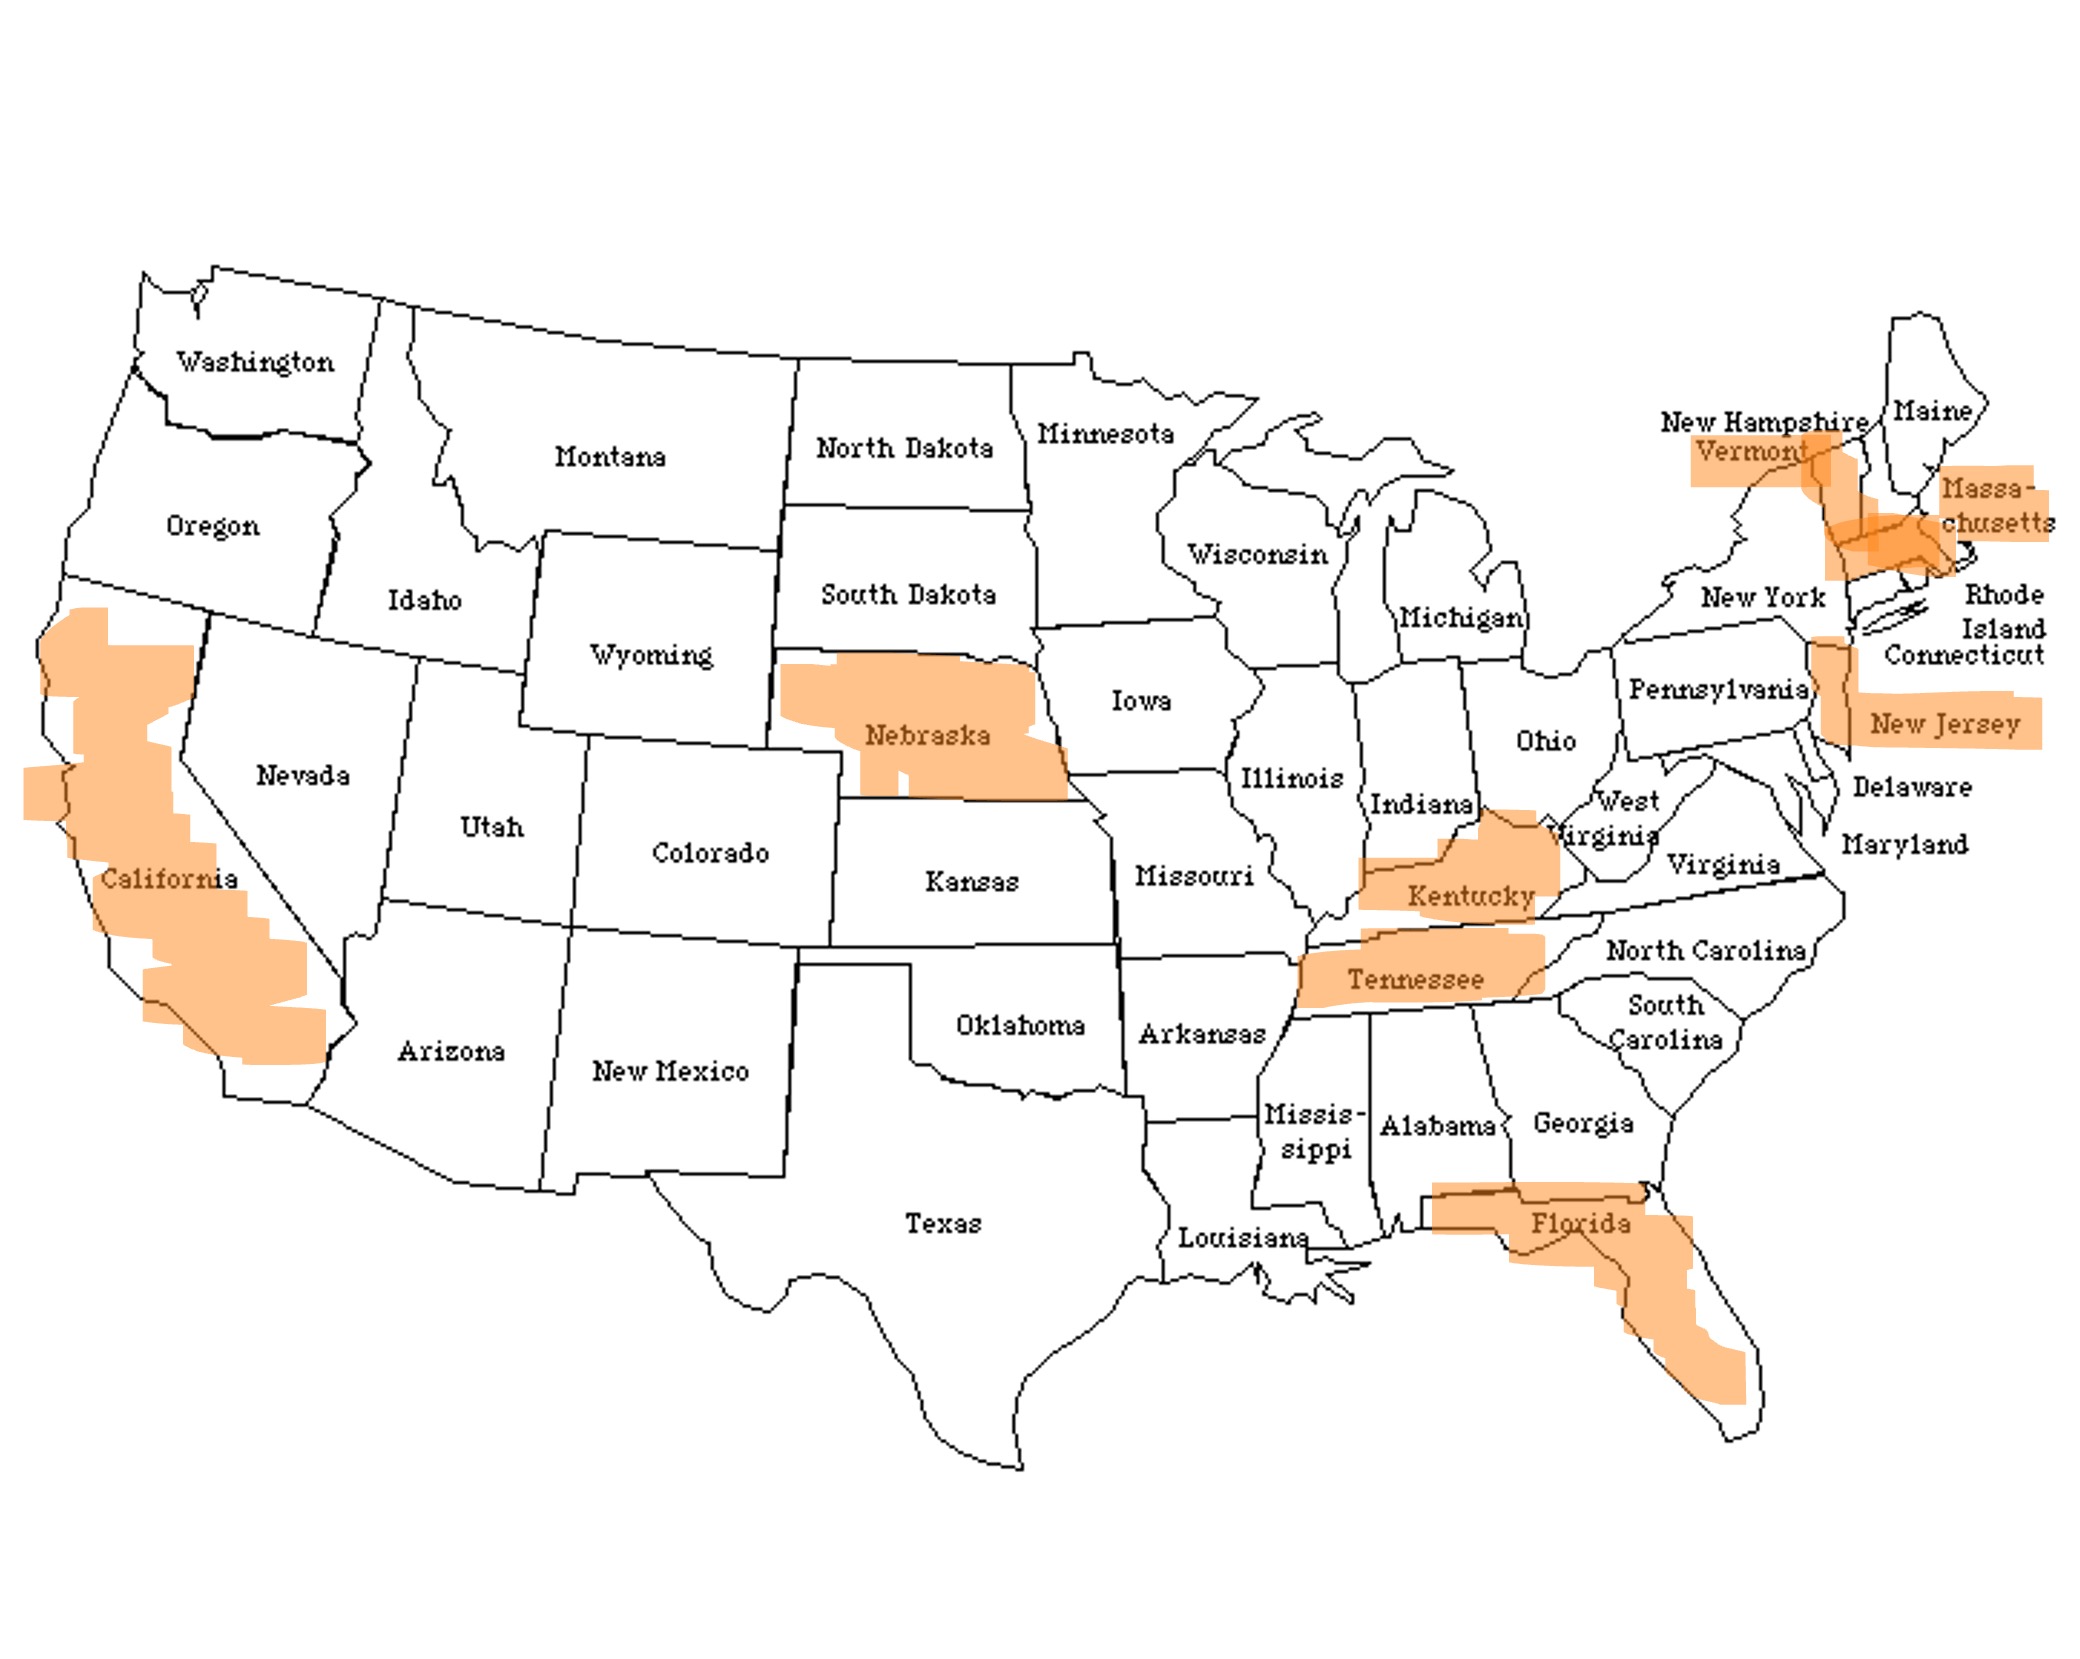 Washington
Maine
New Hampshire
Minnesota
North Dakota
Vermont
Montana
Massa-
chusetts
Oregon
Wisconsin
South Dakota
Rhode
Island
New York
Idaho
Michigan
Wyoming
Connecticut
Pennsylvania
Iowa
New Jersey
Nebraska
Ohio
Nevada
Illinois
Delaware
West
Virginia
Indiana
Utah
Maryland
Colorado
Virginia
Missouri
California
Kansas
Kentucky
North Carolina
Tennessee
South
Carolina
Oklahoma
Arkansas
Arizona
New Mexico
Missis-
sippi
Georgia
Alabama
Texas
Florida
Louisiana